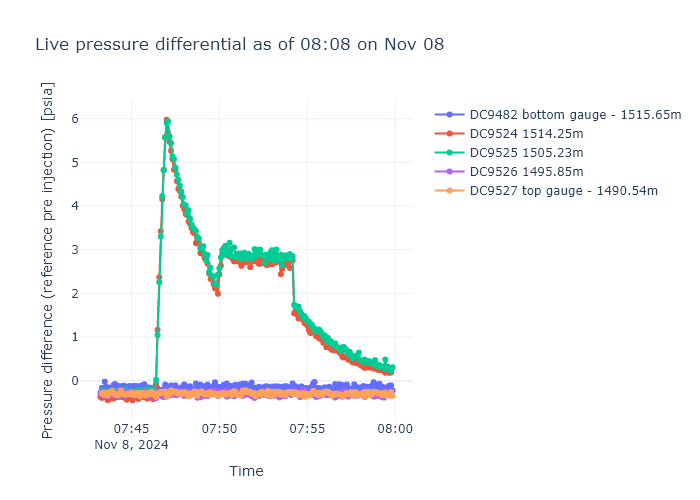 Live pressure differential as of 08:08 on Nov 08
Pressure difference (reference pre injection) [psia]
6
5
4
3
2
1
0
07:45
Nov 8, 2024
07:50
07:55
08:00
Time
DC9482 bottom gauge - 1515.65m
DC9524 1514.25m
DC9525 1505.23m
DC9526 1495.85m
DC9527 top gauge - 1490.54m